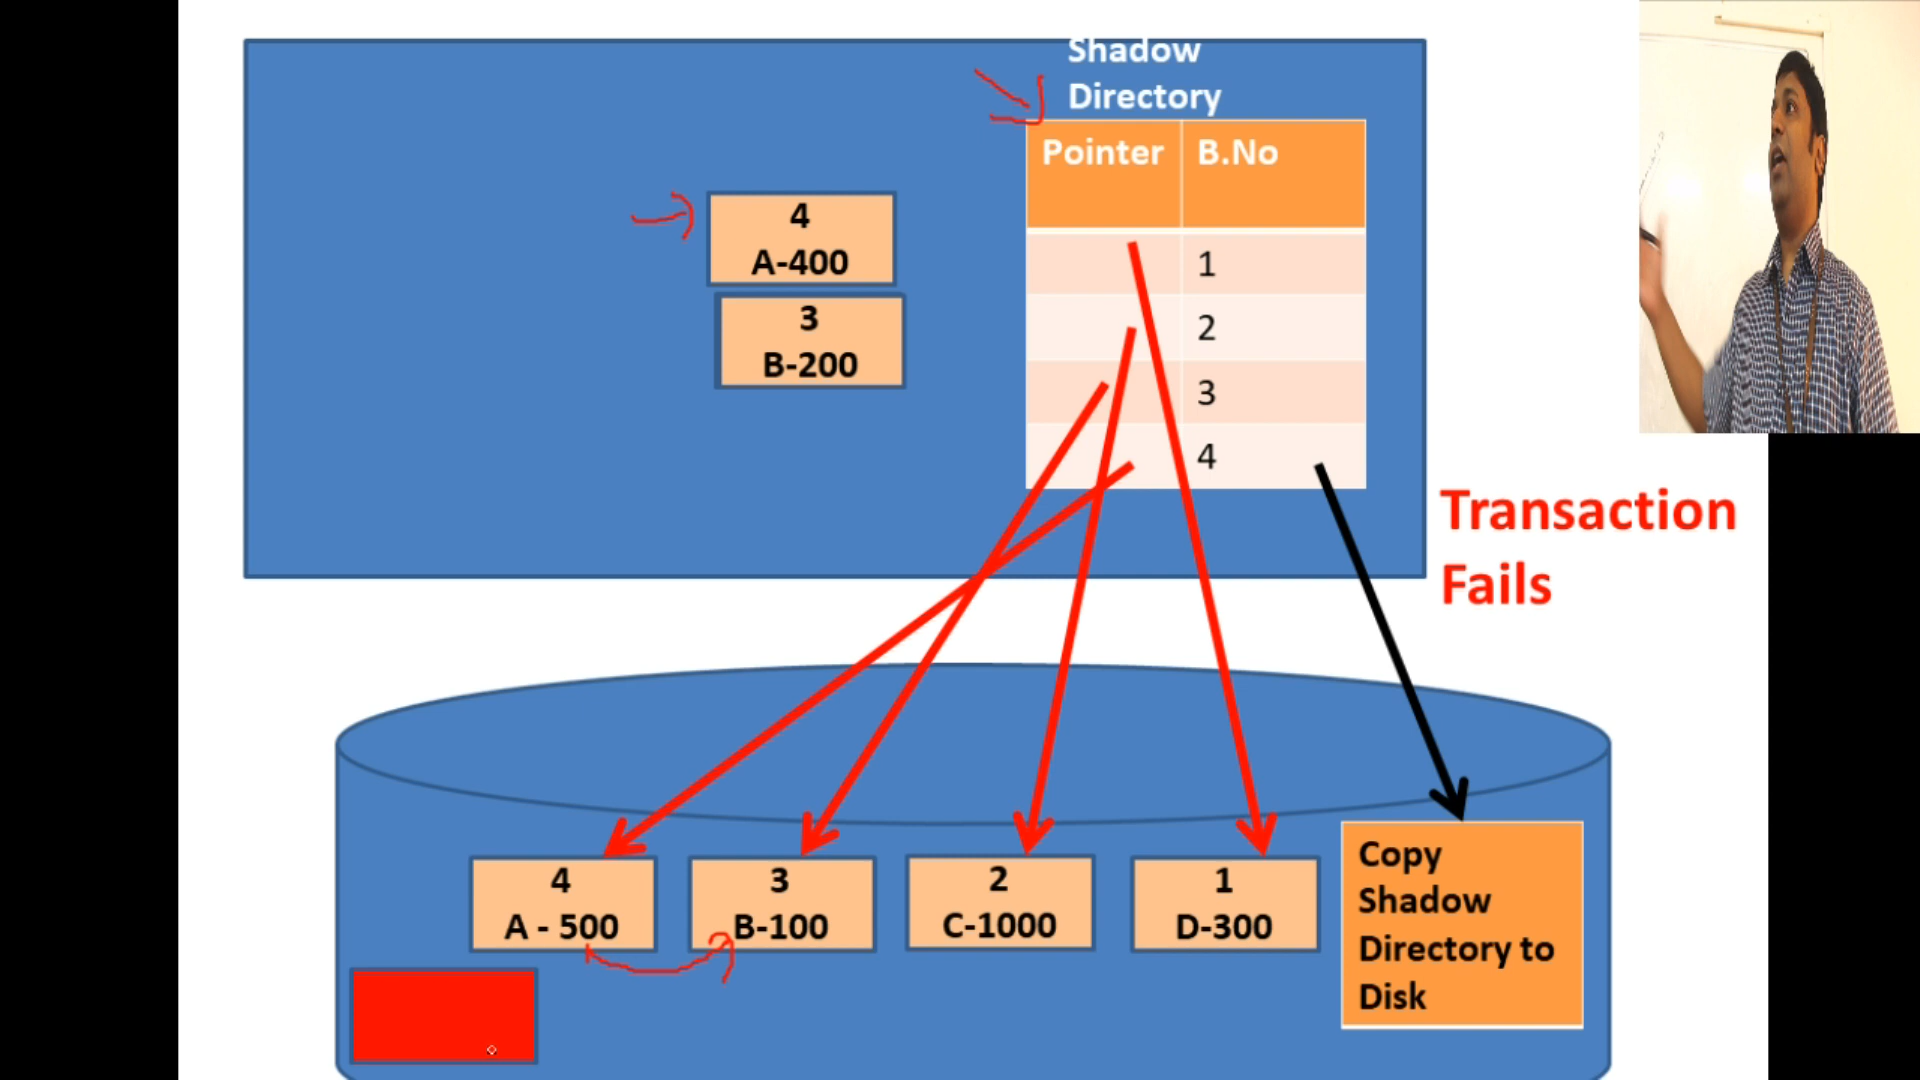 Shadow
Directory
Pointer B.No
1
2
3
4
4
A-400
3
B-200
Transaction
Fails
4
A - 500
3
B-100
2
C-1000
1
D-300
Copy
Shadow
Directory to
Disk